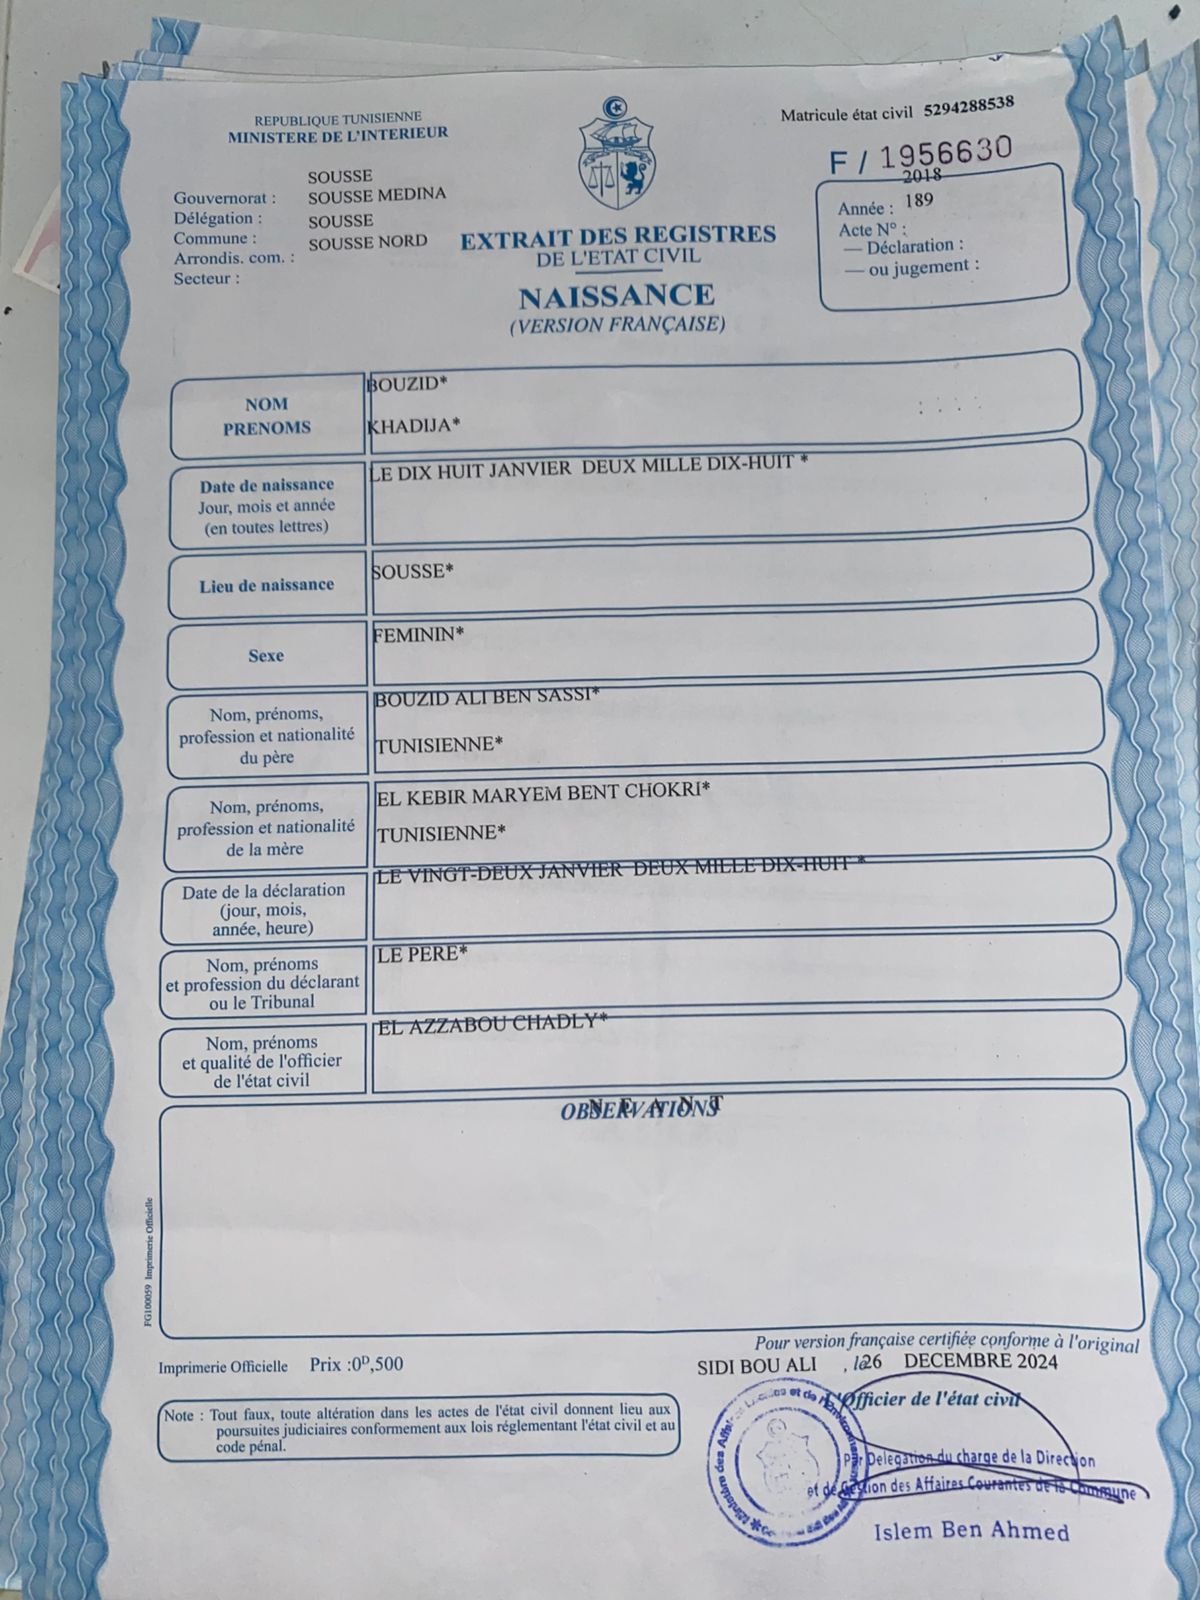 REPUBLIQUE TUNISIENNE
MINISTERE DE L'INTERIEUR
Matricule état civil 5294288538
F / 1956630
SOUSSE
Gouvernorat : SOUSSE MEDINA
Délégation : SOUSSE
Commune : SOUSSE NORD
Arrondis. com. :
Secteur :
2018
Année : 189
Acte N° :
— Déclaration :
— ou jugement :
EXTRAIT DES REGISTRES
DE L'ETAT CIVIL
NAISSANCE
(VERSION FRANÇAISE)
NOM
PRENOMS
BOUZID*
KHADIJA*
Date de naissance
Jour, mois et année
(en toutes lettres)
LE DIX HUIT JANVIER DEUX MILLE DIX-HUIT *
Lieu de naissance
SOUSSE*
Sexe
FEMININ*
Nom, prénoms,
profession et nationalité
du père
BOUZID ALI BEN SASSI*
TUNISIENNE*
Nom, prénoms,
profession et nationalité
de la mère
EL KEBIR MARYEM BENT CHOKRI*
TUNISIENNE*
Date de la déclaration
(jour, mois,
année, heure)
LE VINGT-DEUX JANVIER DEUX MILLE DIX-HUIT *
Nom, prénoms
et profession du déclarant
ou le Tribunal
LE PERE*
Nom, prénoms
et qualité de l'officier
de l'état civil
EL AZZABOU CHADLY*
OBSERVATIONS
N E A N T
FG100059 Imprimerie Officielle
Pour version française certifiée conforme à l'original
Imprimerie Officielle Prix :0ᴰ,500
SIDI BOU ALI , le 26 DECEMBRE 2024
L'Officier de l'état civil
Note : Tout faux, toute altération dans les actes de l'état civil donnent lieu aux
poursuites judiciaires conformement aux lois réglementant l'état civil et au
code pénal.
Par Delegation du charge de la Direction
et de Gestion des Affaires Courantes de la Commune
Islem Ben Ahmed
Ministère des Affaires Locales et de l'Environnement